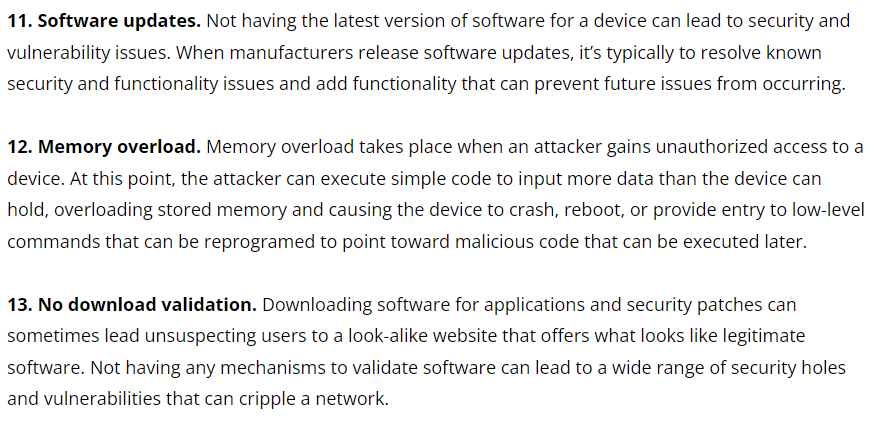 11. Software updates. Not having the latest version of software for a device can lead to security and
vulnerability issues. When manufacturers release software updates, it’s typically to resolve known
security and functionality issues and add functionality that can prevent future issues from occurring.
12. Memory overload. Memory overload takes place when an attacker gains unauthorized access to a
device. At this point, the attacker can execute simple code to input more data than the device can
hold, overloading stored memory and causing the device to crash, reboot, or provide entry to low-level
commands that can be reprogramed to point toward malicious code that can be executed later.
13. No download validation. Downloading software for applications and security patches can
sometimes lead unsuspecting users to a look-alike website that offers what looks like legitimate
software. Not having any mechanisms to validate software can lead to a wide range of security holes
and vulnerabilities that can cripple a network.